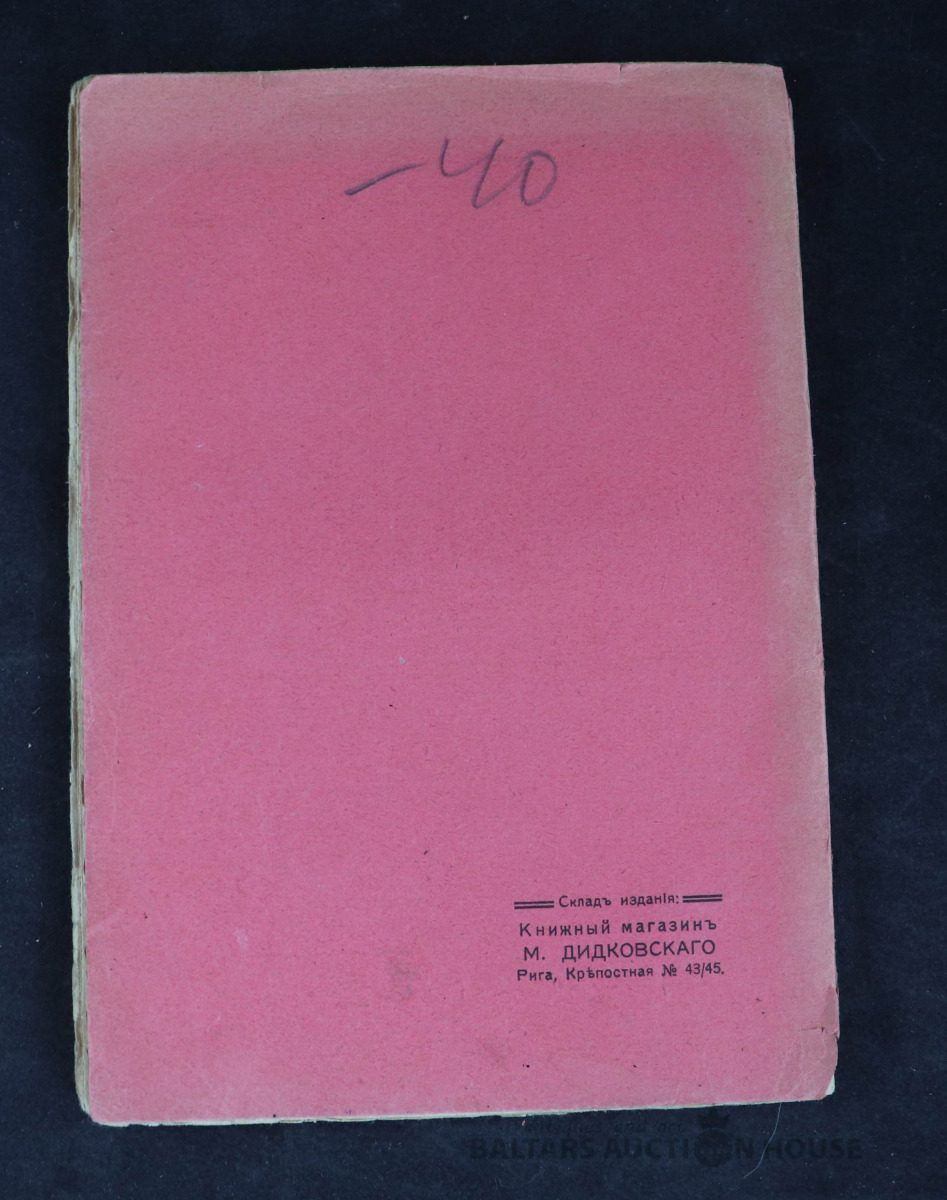 -40
Складъ изданія:
Книжный магазинъ
М. ДИДКОВСКАГО
Рига, Крѣпостная № 43/45.
BALTARS AUCTION HOUSE